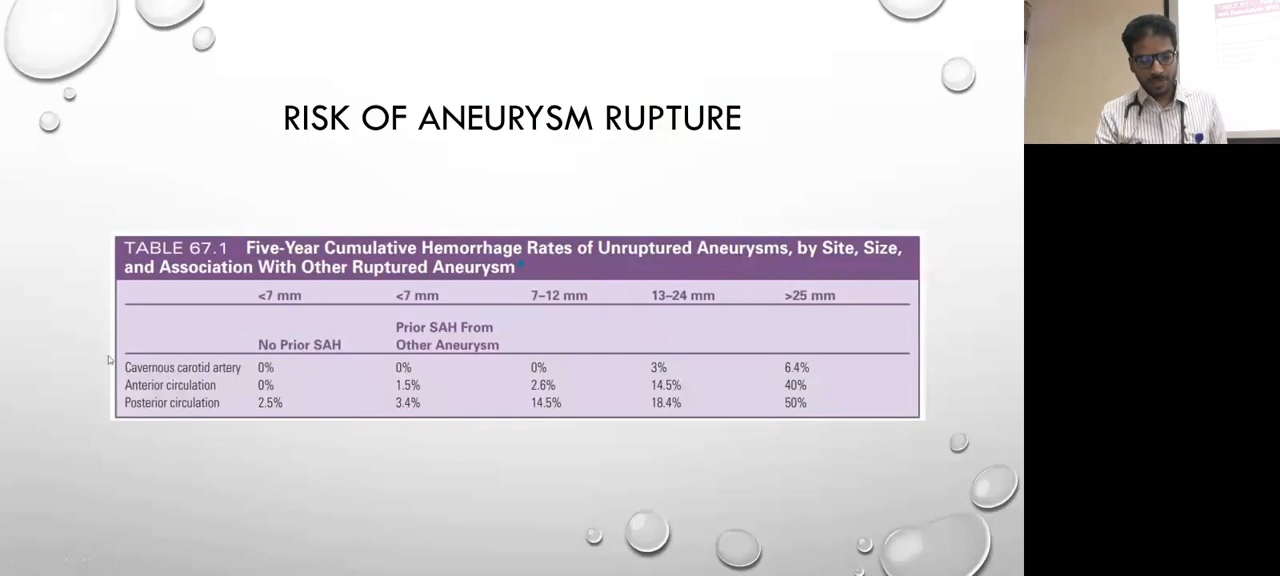 RISK OF ANEURYSM RUPTURE
TABLE 67.1 Five-Year Cumulative Hemorrhage Rates of Unruptured Aneurysms, by Site, Size,
and Association With Other Ruptured Aneurysm*
<7 mm <7 mm 7–12 mm 13–24 mm >25 mm
Prior SAH From
No Prior SAH Other Aneurysm
Cavernous carotid artery 0% 0% 0% 3% 6.4%
Anterior circulation 0% 1.5% 2.6% 14.5% 40%
Posterior circulation 2.5% 3.4% 14.5% 18.4% 50%